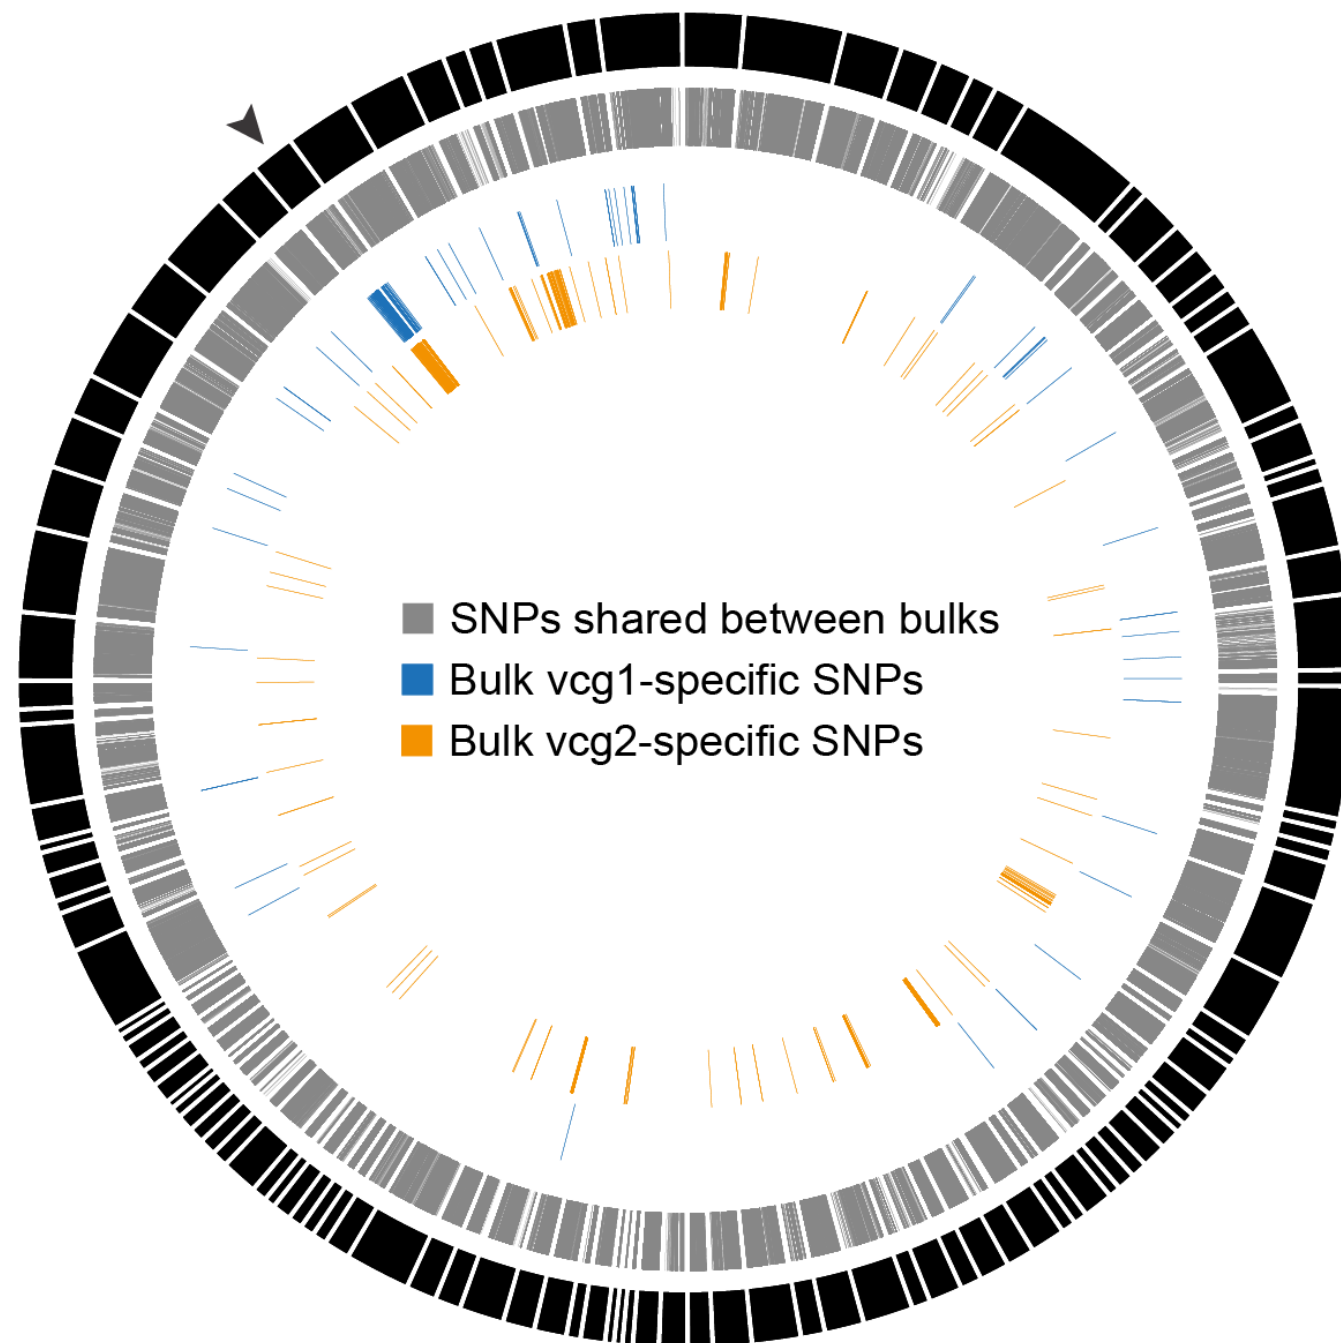 SNPs shared between bulks
Bulk vcg1-specific SNPs
Bulk vcg2-specific SNPs